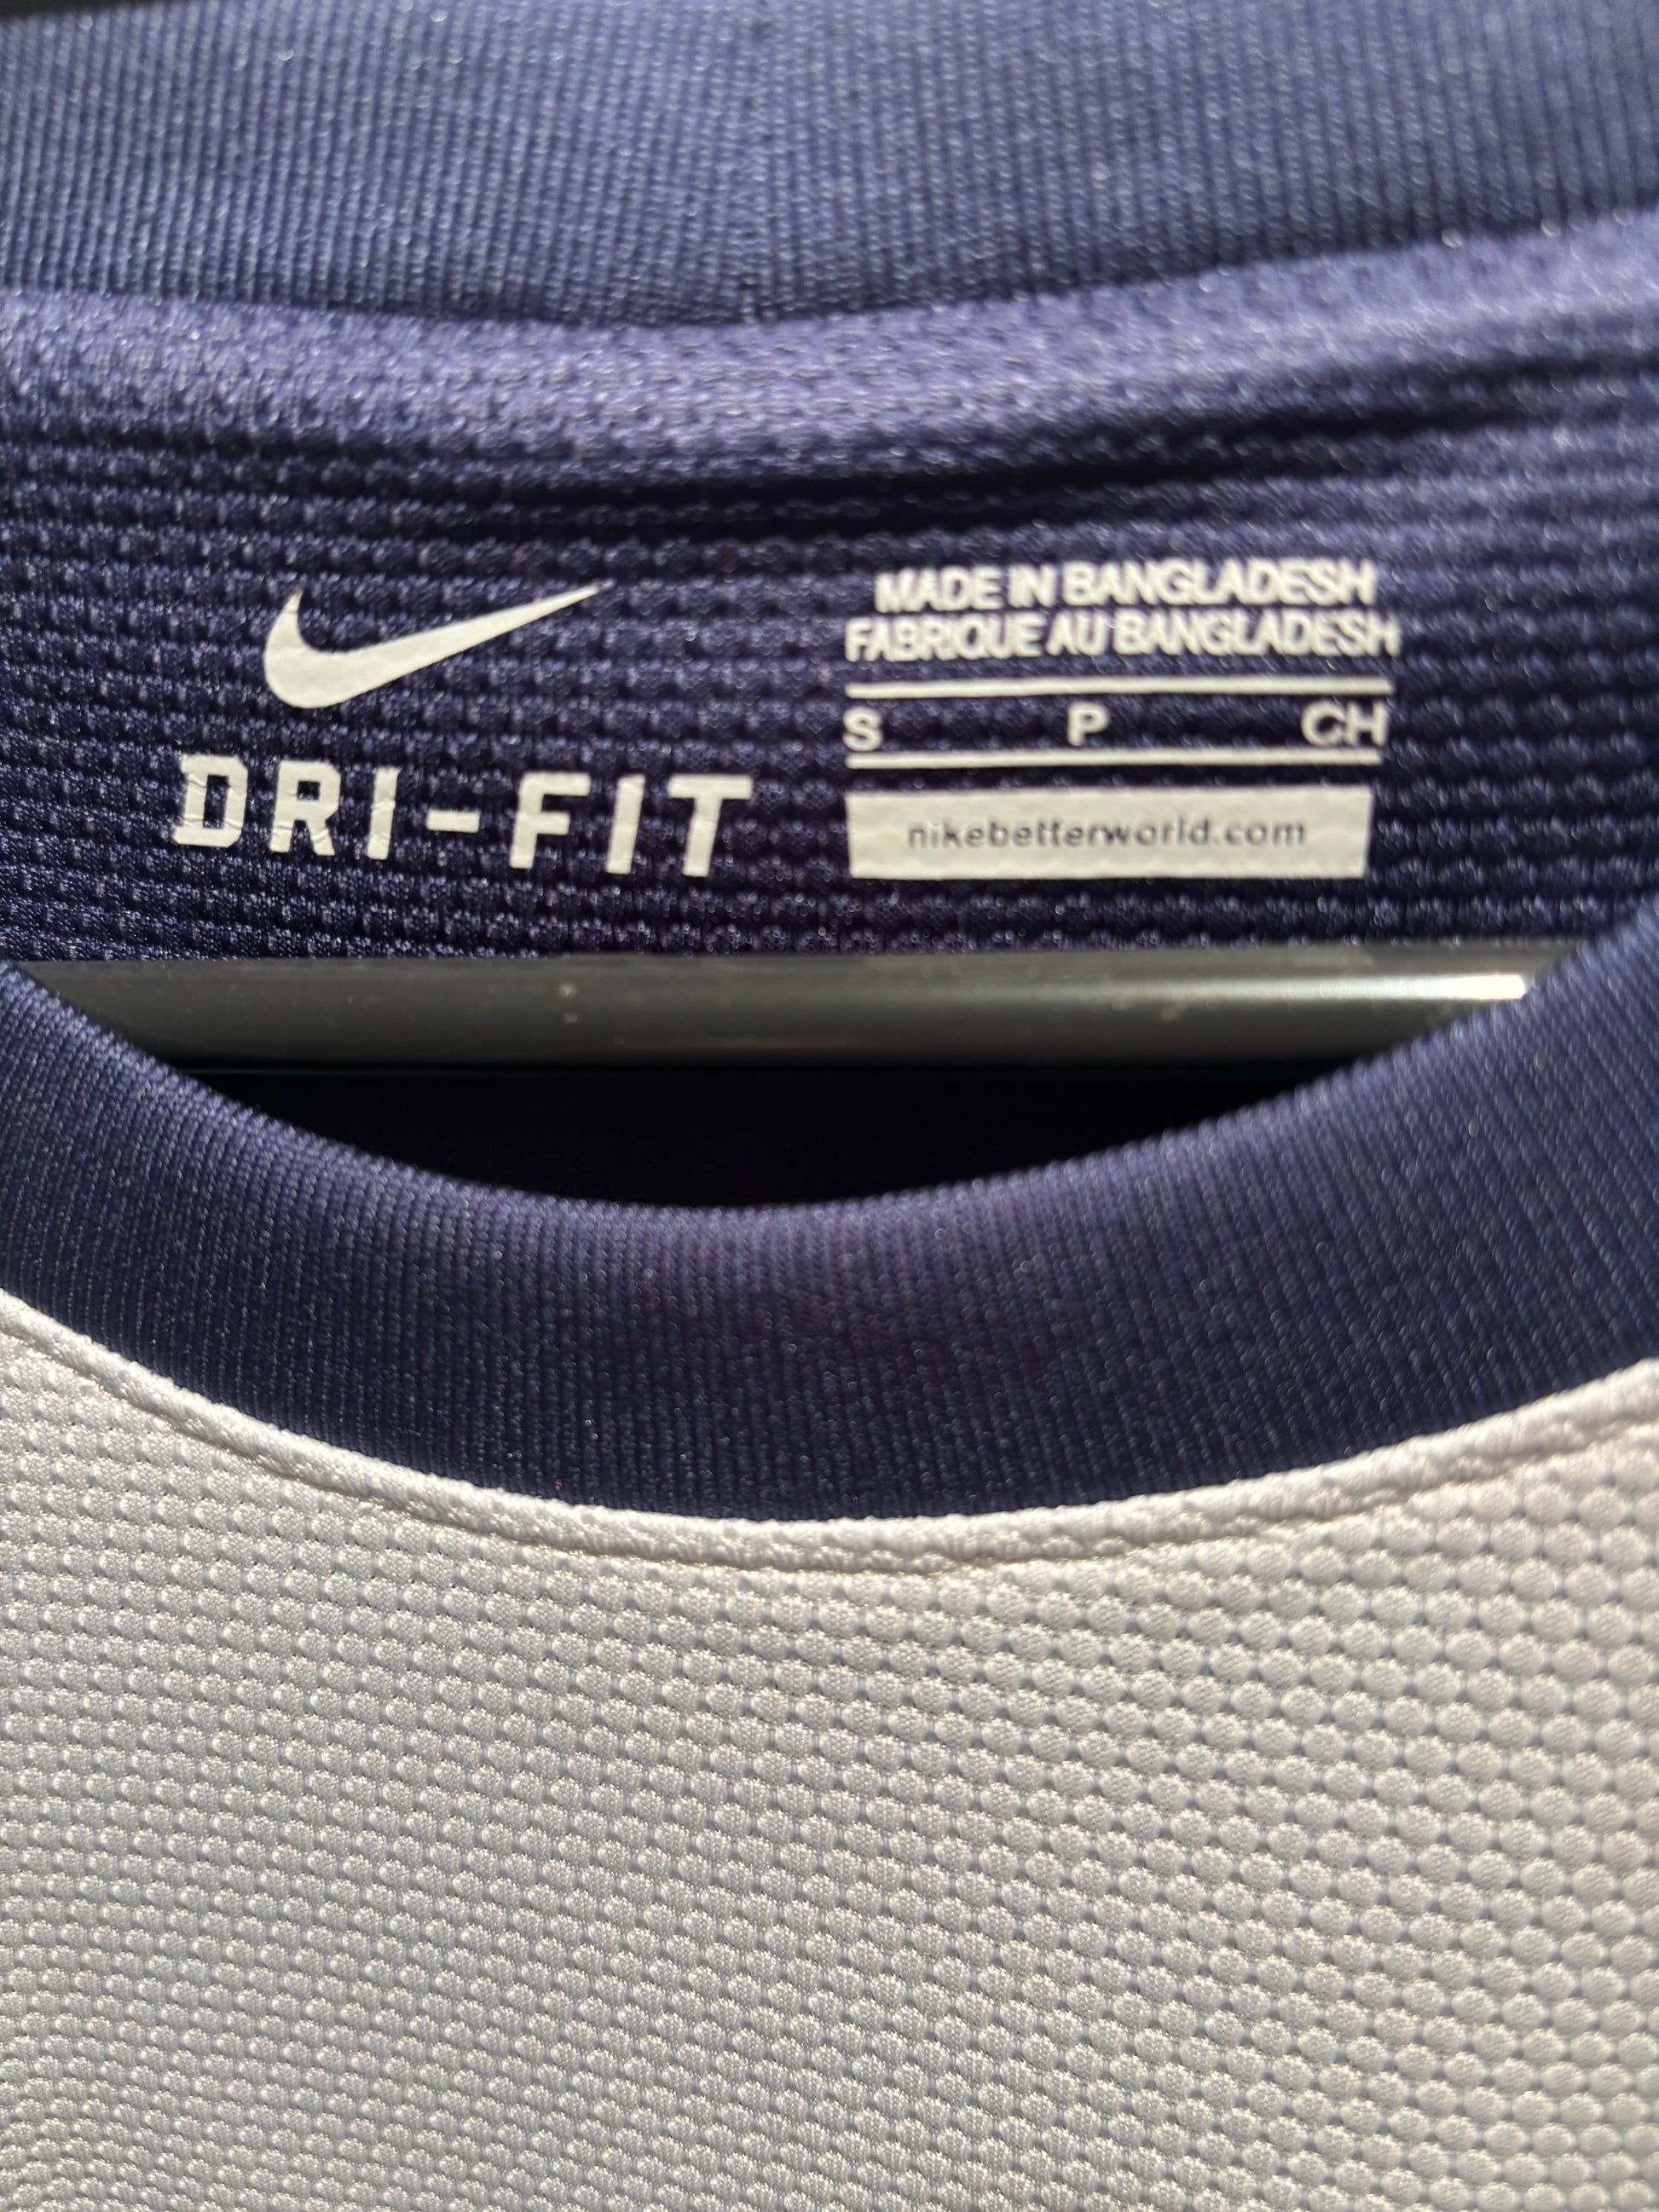 DRI-FIT
MADE IN BANGLADESH
FABRIQUE AU BANGLADESH
S P CH
nikebetterworld.com